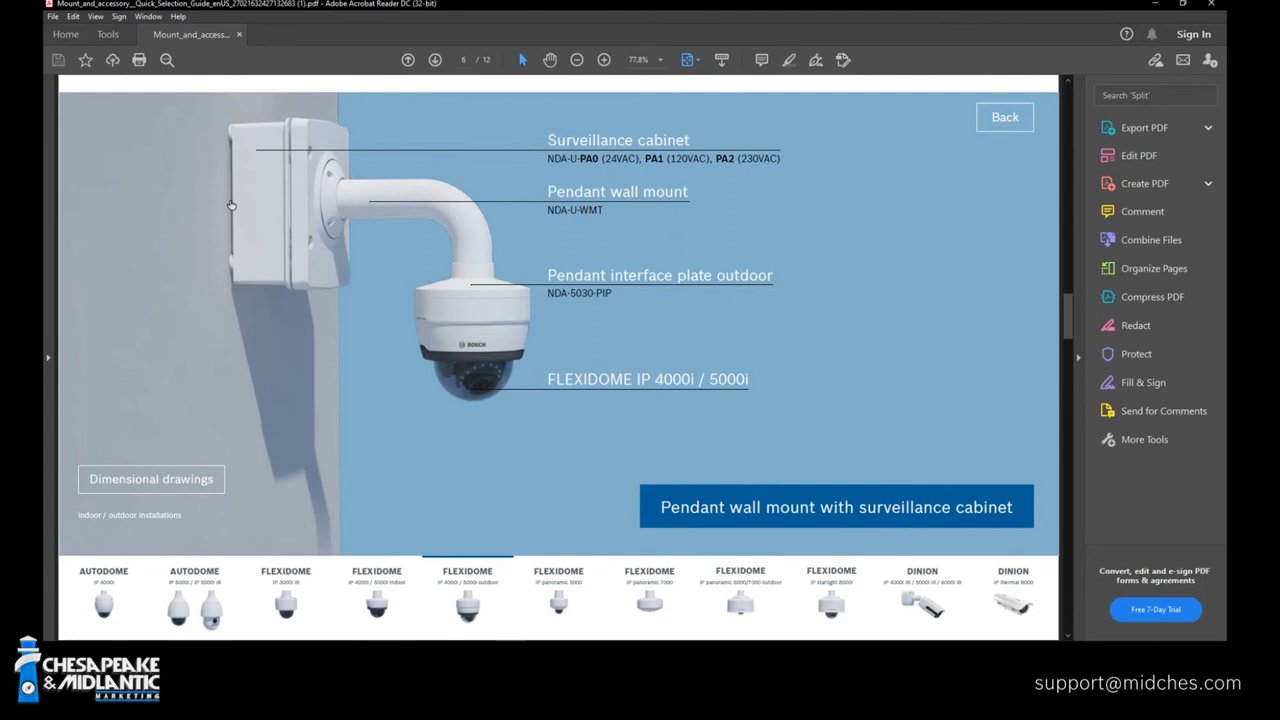 Mount_and_accessory__Quick_Selection_Guide_enUS_27021632427132683 (1).pdf - Adobe Acrobat Reader DC (32-bit)
File Edit View Sign Window Help
Home Tools Mount_and_access... × Sign In
6 / 12 77.8%
Back
Surveillance cabinet
NDA-U-PA0 (24VAC), PA1 (120VAC), PA2 (230VAC)
Pendant wall mount
NDA-U-WMT
Pendant interface plate outdoor
NDA-5030-PIP
BOSCH
FLEXIDOME IP 4000i / 5000i
Dimensional drawings
indoor / outdoor installations
Pendant wall mount with surveillance cabinet
AUTODOME AUTODOME FLEXIDOME FLEXIDOME FLEXIDOME FLEXIDOME FLEXIDOME FLEXIDOME FLEXIDOME DINION DINION
IP 4000i IP 5000i / IP 5000i IR IP 3000i IR IP 4000i / 5000i indoor IP 4000i / 5000i outdoor IP panoramic 5000 IP panoramic 7000 IP panoramic 6000/7000 outdoor IP starlight 8000i IP 4000i IR / 5000i IR / 6000i IR IP thermal 8000
Search 'Split'
Export PDF
Edit PDF
Create PDF
Comment
Combine Files
Organize Pages
Compress PDF
Redact
Protect
Fill & Sign
Send for Comments
More Tools
Convert, edit and e-sign PDF
forms & agreements
Free 7-Day Trial
CHESAPEAKE
& MIDLANTIC
MARKETING
support@midches.com